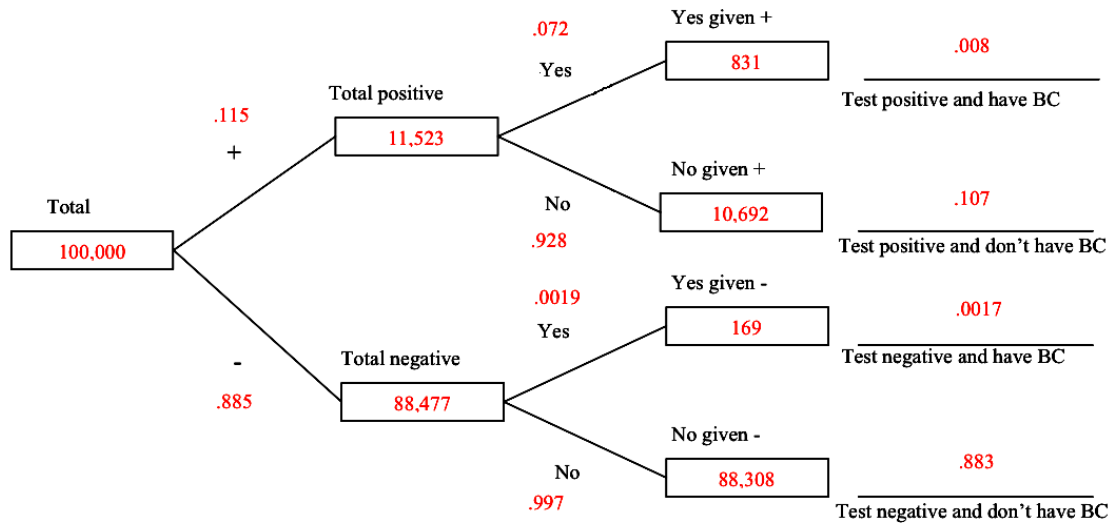 .072
Yes given +
831
.008
Yes
Test positive and have BC
Total positive
.115
11,523
+
No given +
Total
No
10,692
.107
100,000
.928
Test positive and don't have BC
.0019
Yes given -
.0017
Yes
169
-
Total negative
Test negative and have BC
.885
88,477
No given -
.883
No
88,308
.997
Test negative and don't have BC